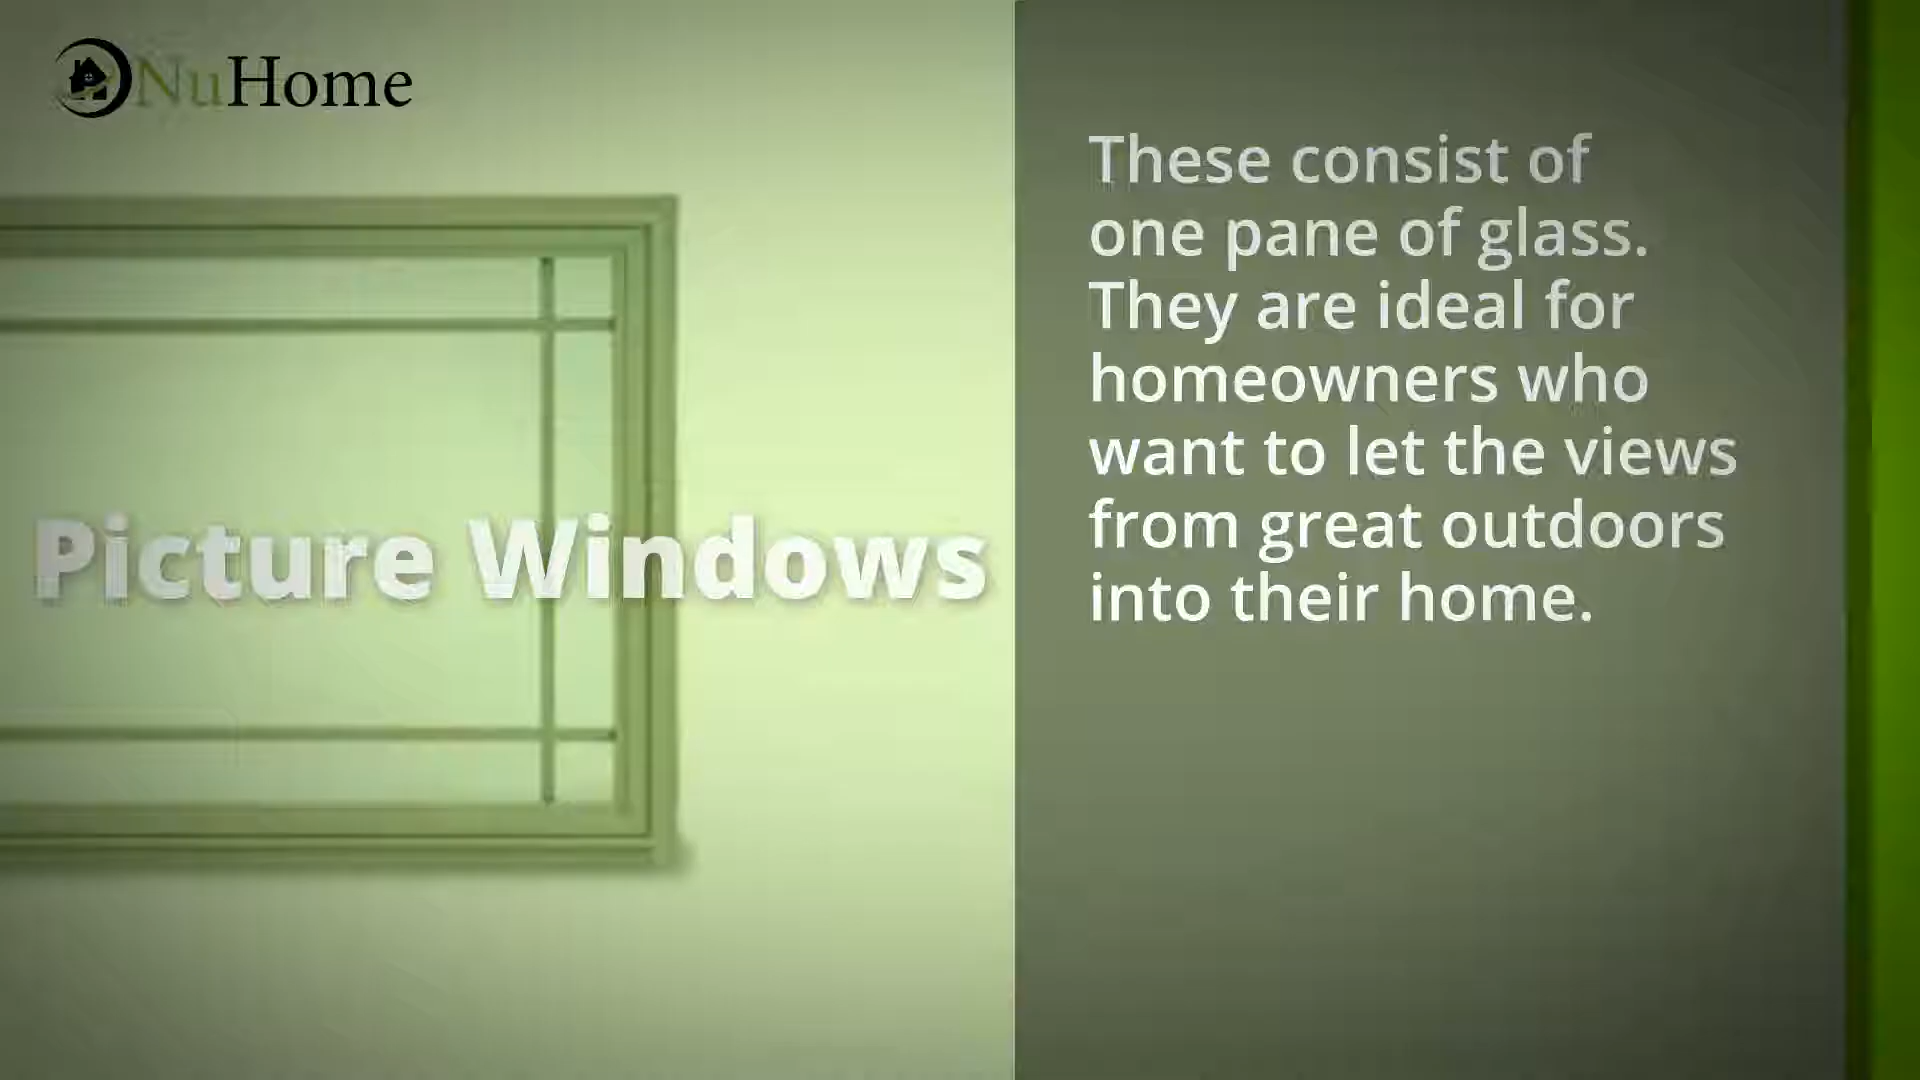 NuHome
Picture Windows
These consist of
one pane of glass.
They are ideal for
homeowners who
want to let the views
from great outdoors
into their home.